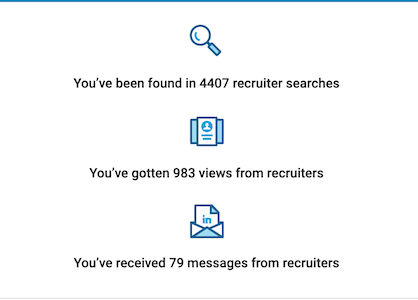 You've been found in 4407 recruiter searches
You've gotten 983 views from recruiters
in
You've received 79 messages from recruiters